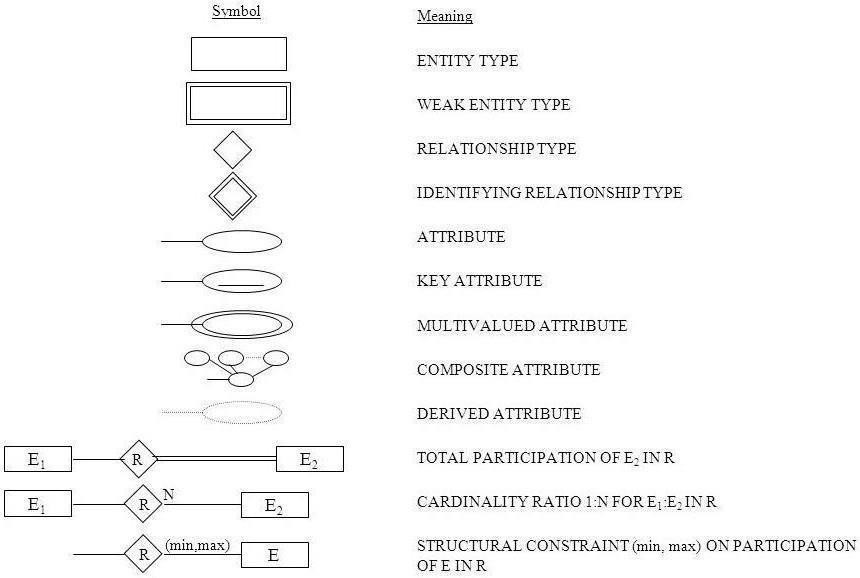 Symbol Meaning
ENTITY TYPE
WEAK ENTITY TYPE
RELATIONSHIP TYPE
IDENTIFYING RELATIONSHIP TYPE
ATTRIBUTE
KEY ATTRIBUTE
MULTIVALUED ATTRIBUTE
COMPOSITE ATTRIBUTE
DERIVED ATTRIBUTE
E₁ R E₂ TOTAL PARTICIPATION OF E₂ IN R
E₁ R N E₂ CARDINALITY RATIO 1:N FOR E₁:E₂ IN R
R (min,max) E STRUCTURAL CONSTRAINT (min, max) ON PARTICIPATION
OF E IN R